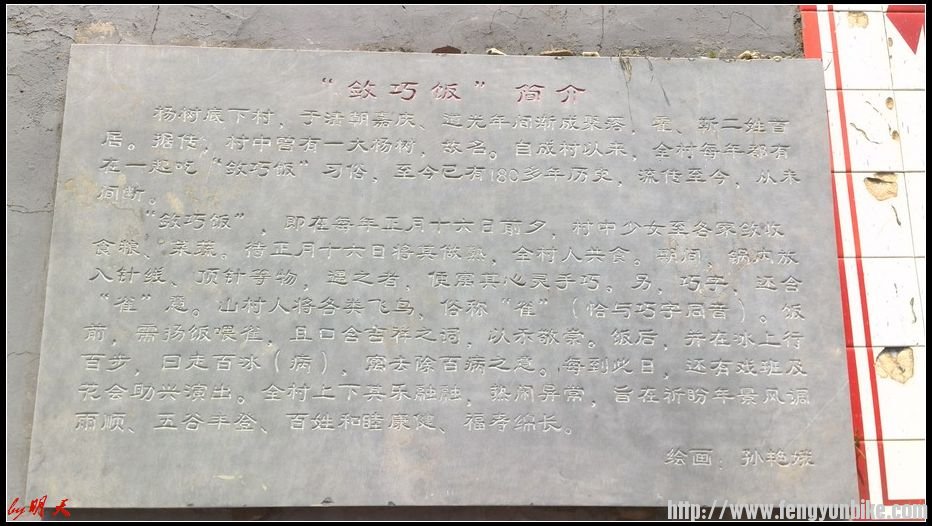 “敛巧饭”简介
杨树底下村，于清朝嘉庆、道光年间渐成聚落，霍、靳二姓首
居。据传，村中曾有一大杨树，故名。自成村以来，全村每年都有
在一起吃“敛巧饭”习俗，至今已有180多年历史，流传至今，从未
间断。
“敛巧饭”，即在每年正月十六日前夕，村中少女至各家敛收
食粮、菜蔬。待正月十六日将其做熟，全村人共食。期间，锅内放
入针线、顶针等物，遇之者，便寓其心灵手巧。另，巧字，还合
“雀”意。山村人将各类飞鸟，俗称“雀”（恰与巧字同音）。饭
前，需扬饭喂雀，且口含吉祥之词，以示敬崇。饭后，并在冰上行
百步，曰走百冰（病），寓去除百病之意。每到此日，还有戏班及
花会助兴演出。全村上下其乐融融，热闹异常，旨在祈盼年景风调
雨顺、五谷丰登、百姓和睦康健、福孝绵长。
绘画：孙艳娥
by明天
http://www.fengyunbike.com